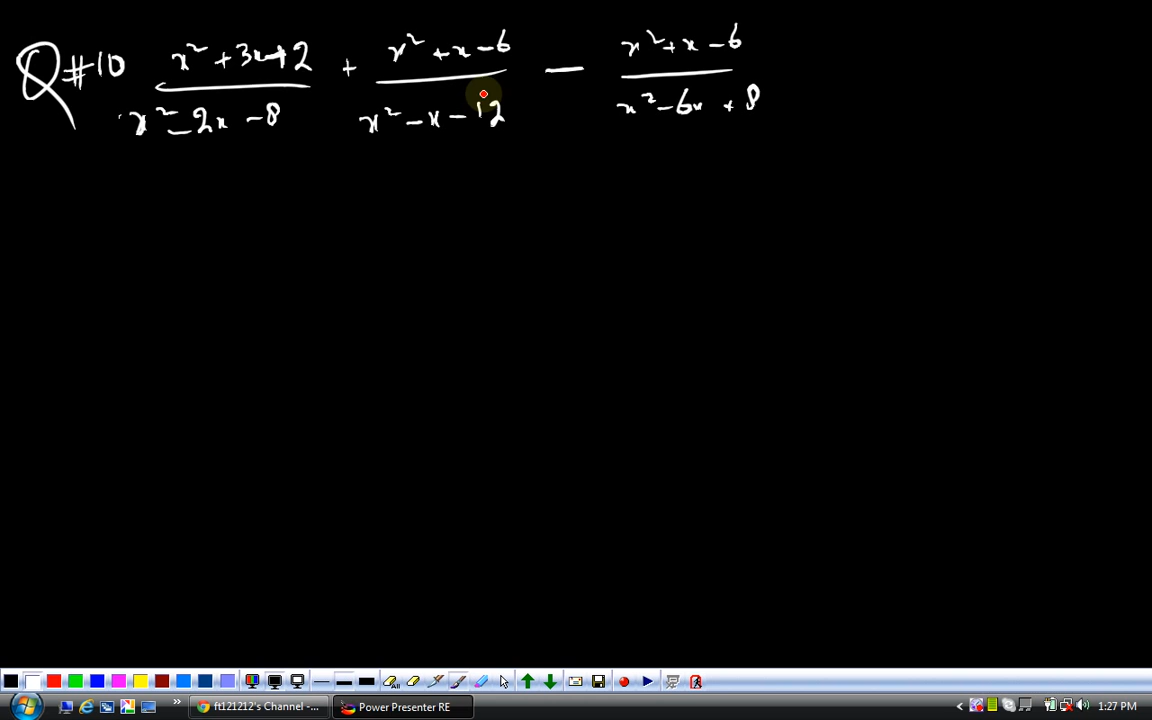 Q#10 x²+3x+2 / x²-2x-8 + x²+x-6 / x²-x-12 - x²+x-6 / x²-6x+8
All
ft121212's Channel -...
Power Presenter RE
1:27 PM